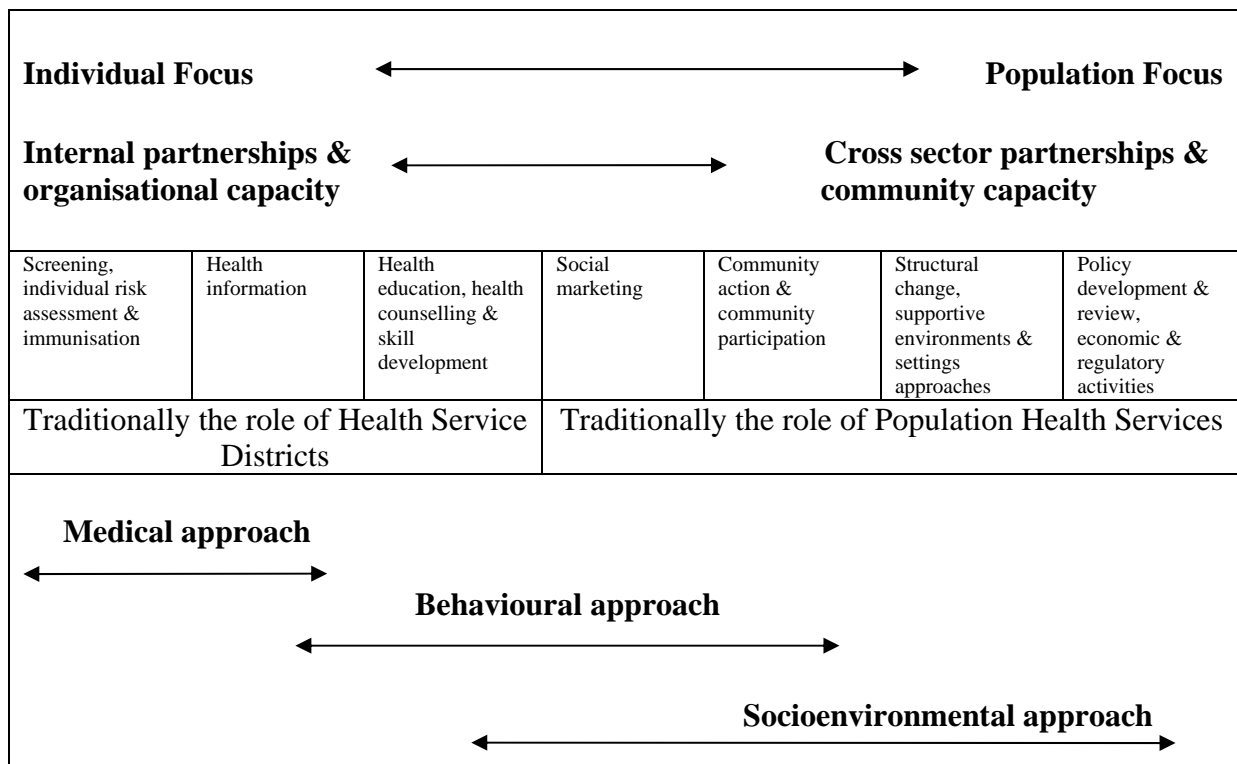 Individual Focus
Population Focus
Internal partnerships &
organisational capacity
Cross sector partnerships &
community capacity
Screening,
individual risk
assessment &
immunisation
Health
information
Health
education, health
counselling &
skill
development
Social
marketing
Community
action &
community
participation
Structural
change,
supportive
environments &
settings
approaches
Policy
development &
review,
economic &
regulatory
activities
Traditionally the role of Health Service
Districts
Traditionally the role of Population Health Services
Medical approach
Behavioural approach
Socioenvironmental approach